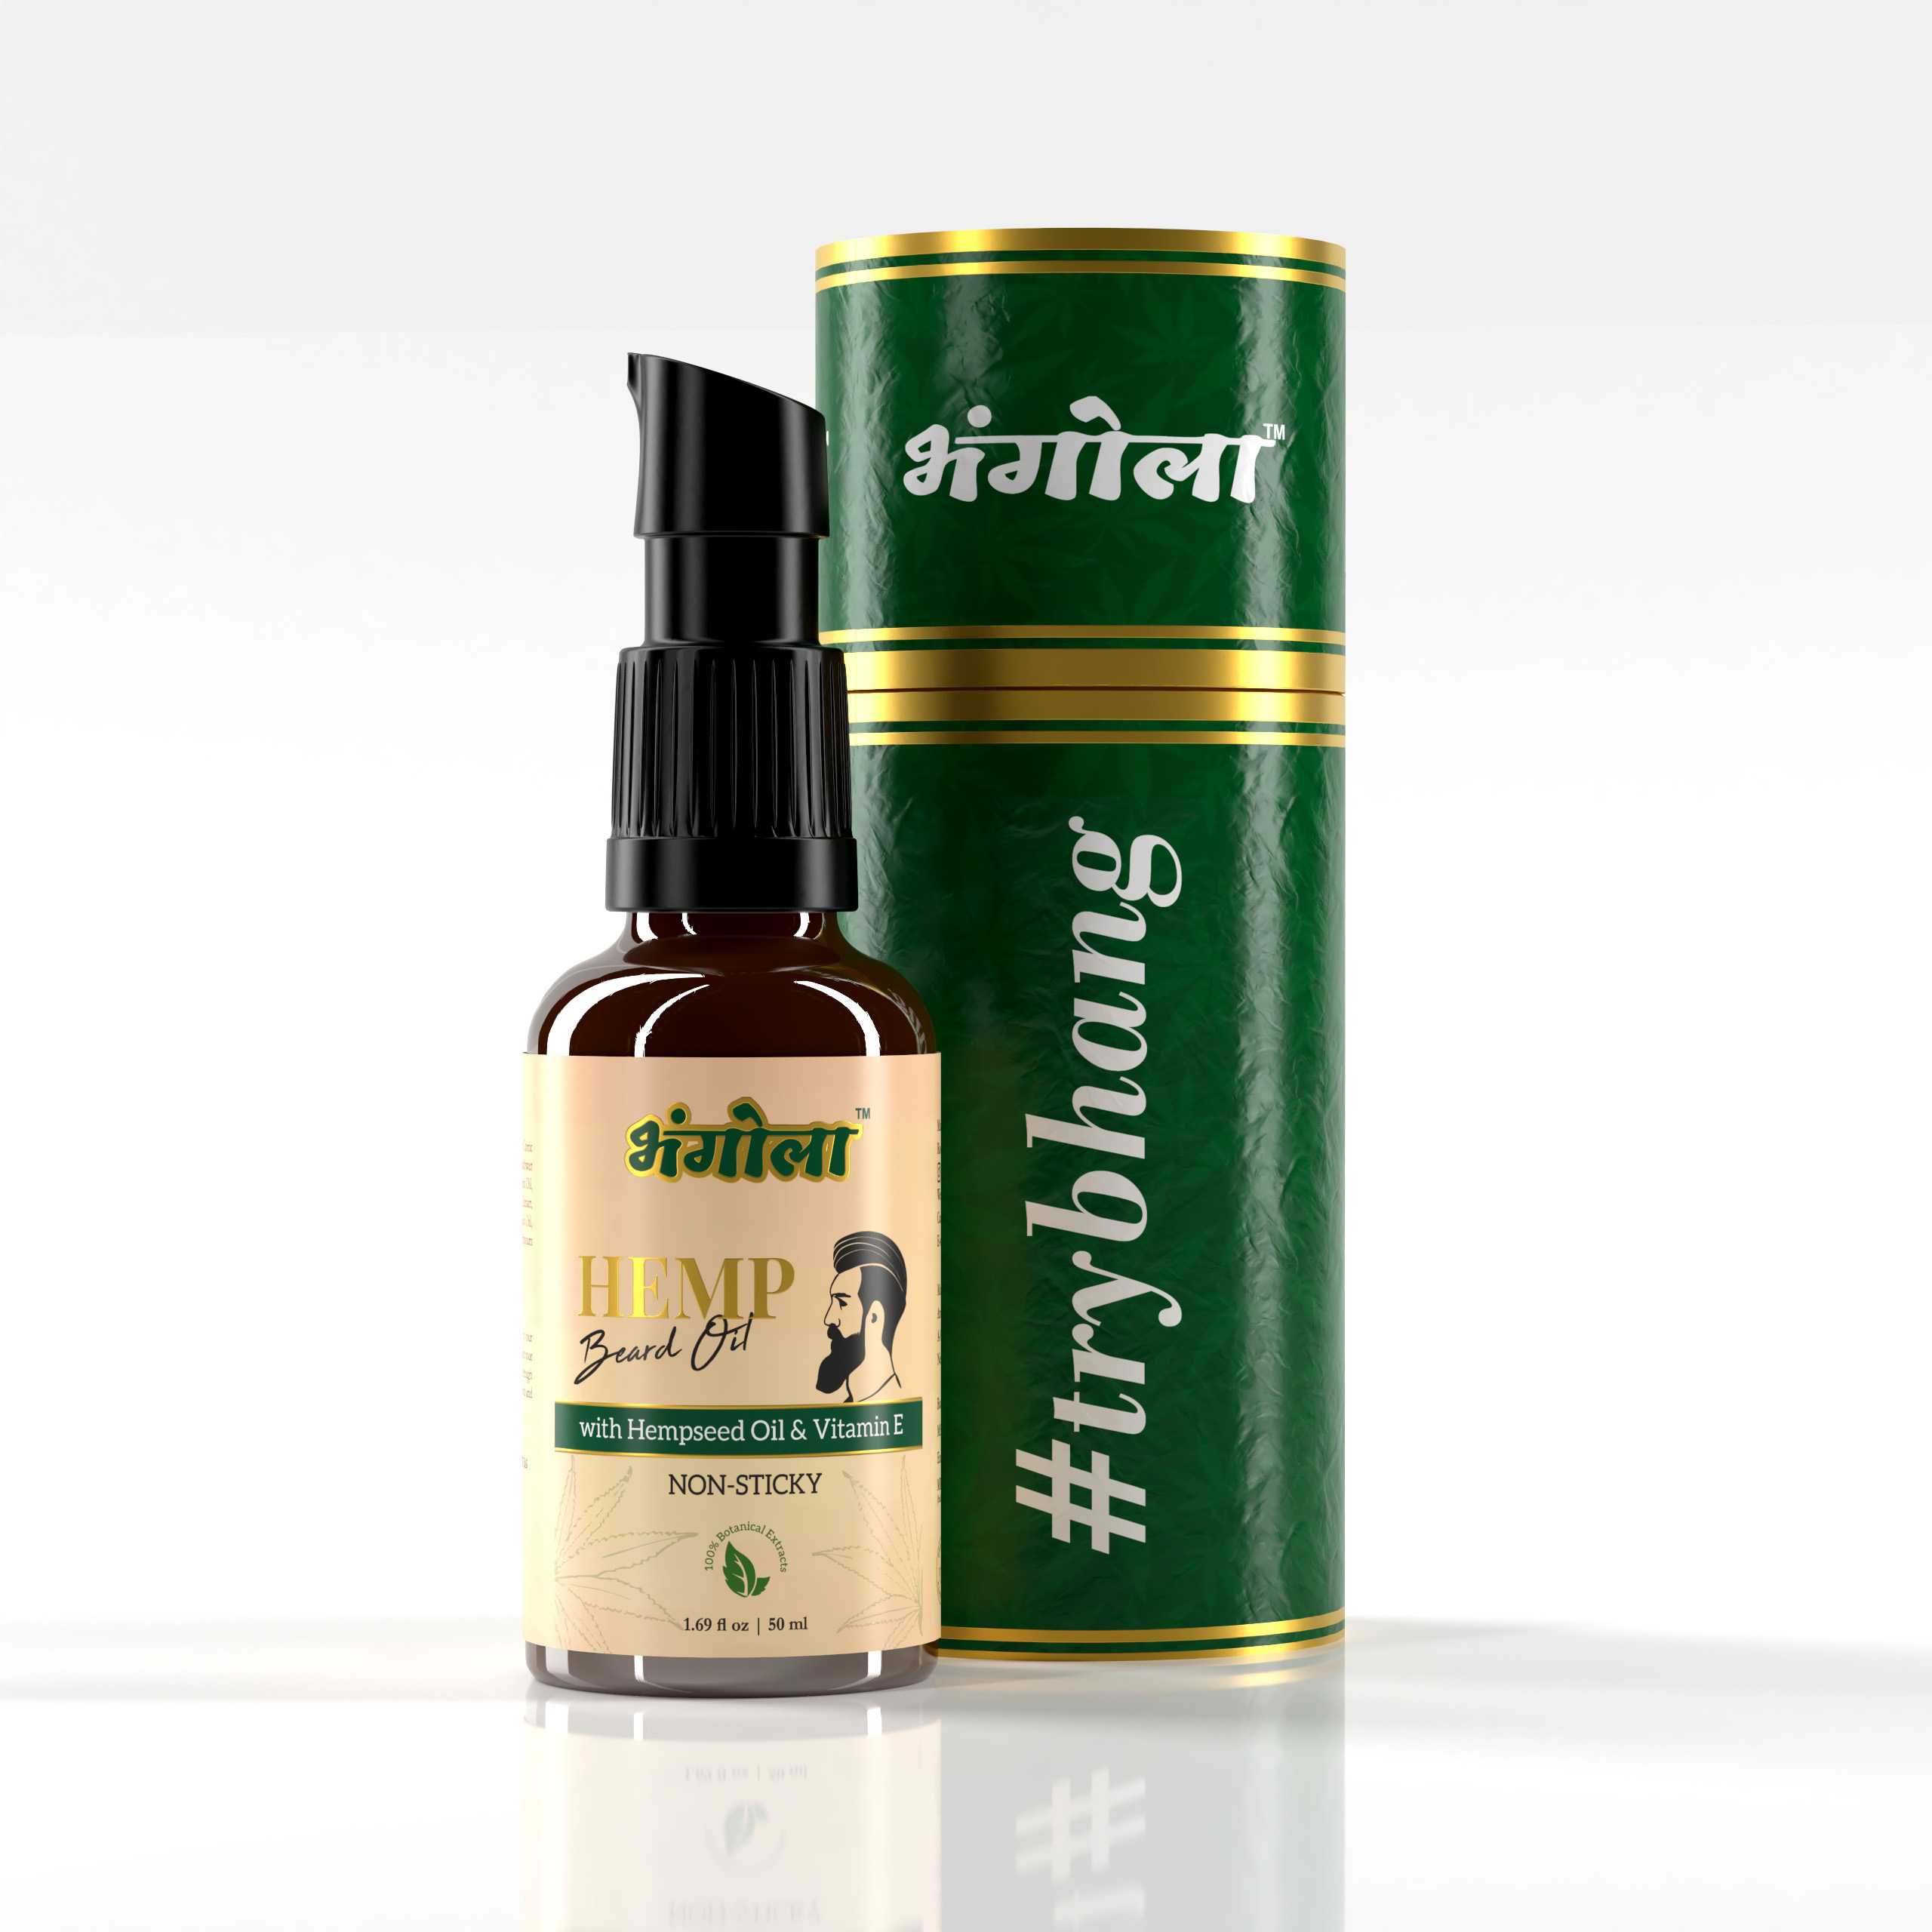 भंगोला™
#trybhang
भंगोला™
HEMP
Beard Oil
with Hempseed Oil & Vitamin E
NON-STICKY
100% Botanical Extracts
1.69 fl oz | 50 ml